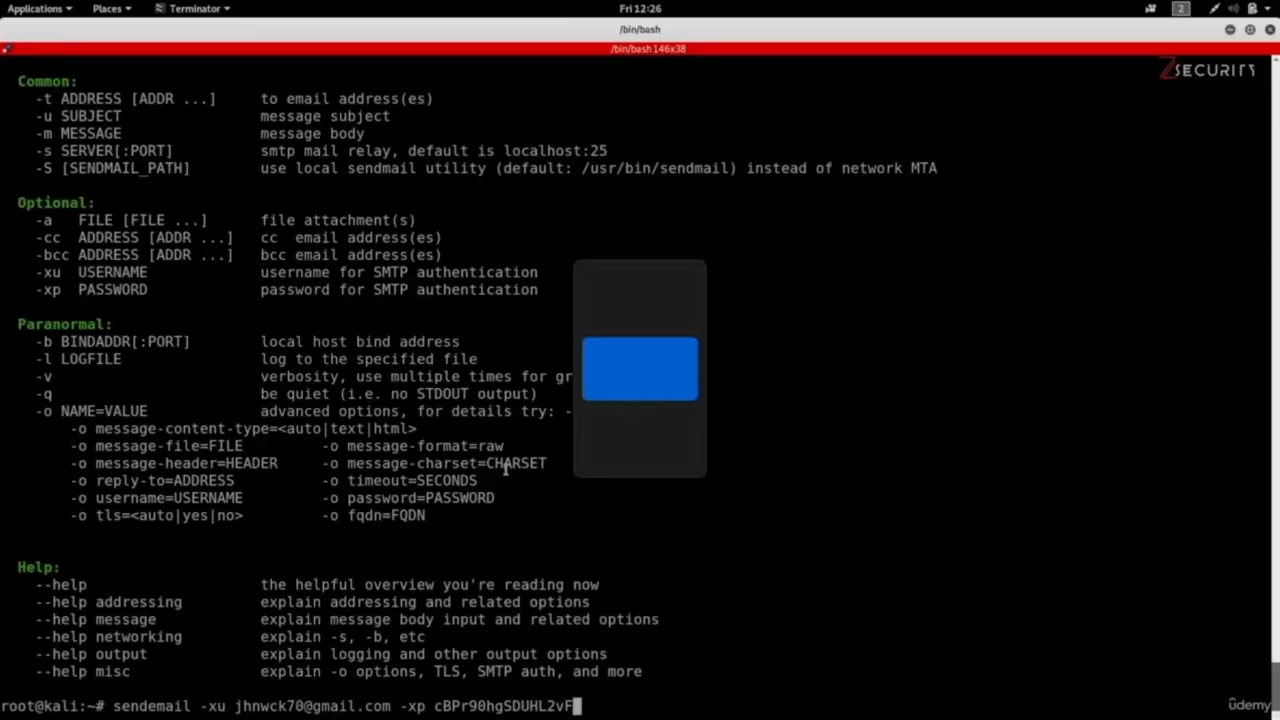 Applications Places Terminator Fri 12:26 2
/bin/bash
/bin/bash 146x38
ZSECURITY
Common:
-t ADDRESS [ADDR ...] to email address(es)
-u SUBJECT message subject
-m MESSAGE message body
-s SERVER[:PORT] smtp mail relay, default is localhost:25
-S [SENDMAIL_PATH] use local sendmail utility (default: /usr/bin/sendmail) instead of network MTA
Optional:
-a FILE [FILE ...] file attachment(s)
-cc ADDRESS [ADDR ...] cc email address(es)
-bcc ADDRESS [ADDR ...] bcc email address(es)
-xu USERNAME username for SMTP authentication
-xp PASSWORD password for SMTP authentication
Paranormal:
-b BINDADDR[:PORT] local host bind address
-l LOGFILE log to the specified file
-v verbosity, use multiple times for gr
-q be quiet (i.e. no STDOUT output)
-o NAME=VALUE advanced options, for details try: -
-o message-content-type=<auto|text|html>
-o message-file=FILE -o message-format=raw
-o message-header=HEADER -o message-charset=CHARSET
-o reply-to=ADDRESS -o timeout=SECONDS
-o username=USERNAME -o password=PASSWORD
-o tls=<auto|yes|no> -o fqdn=FQDN
Help:
--help the helpful overview you're reading now
--help addressing explain addressing and related options
--help message explain message body input and related options
--help networking explain -s, -b, etc
--help output explain logging and other output options
--help misc explain -o options, TLS, SMTP auth, and more
root@kali:~# sendemail -xu jhnwck70@gmail.com -xp cBPr90hgSDUHL2vF
ûdemy